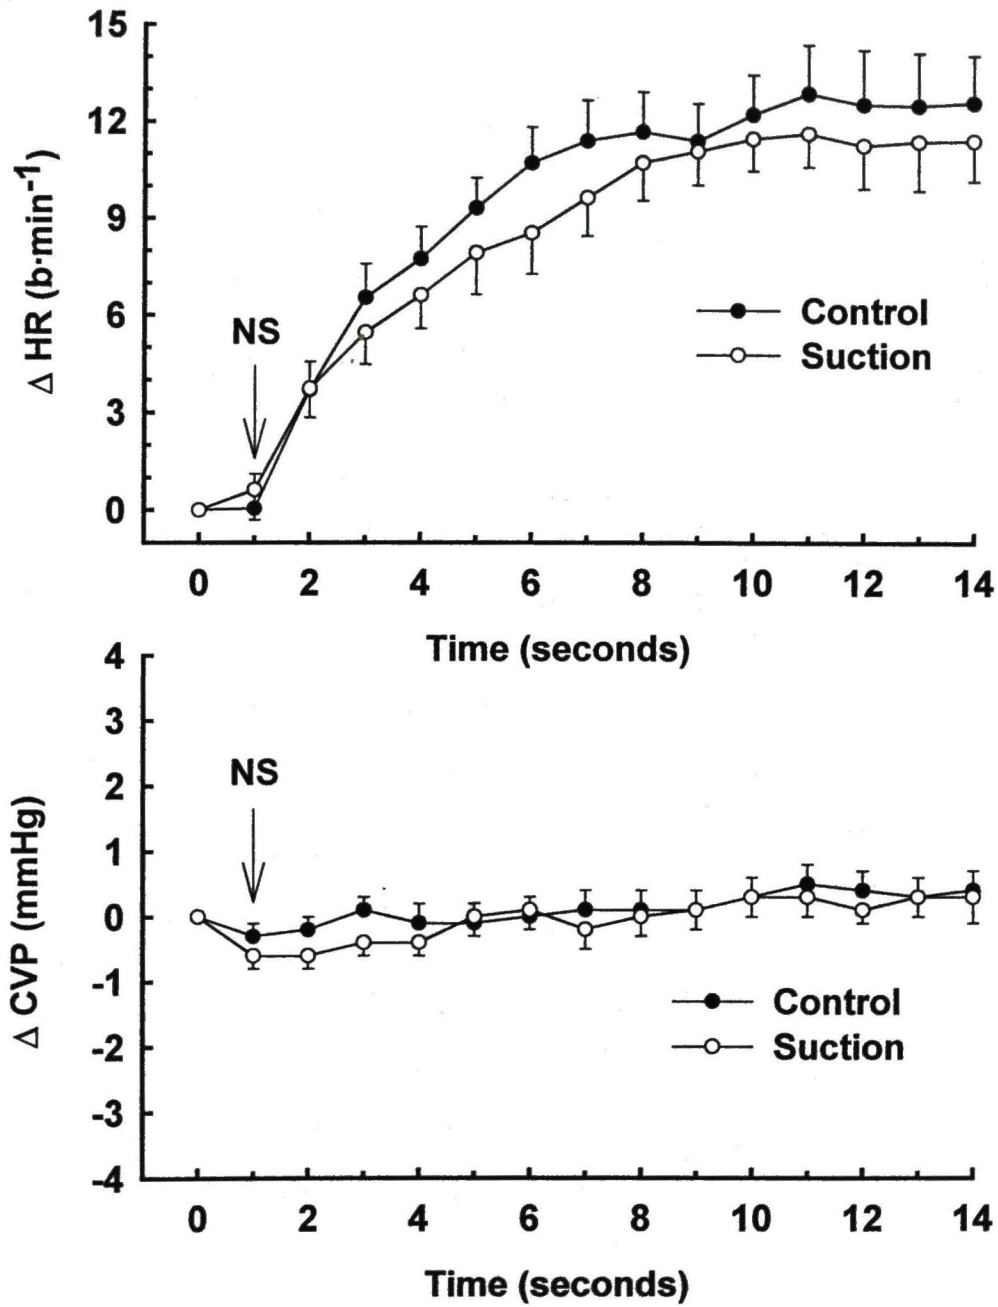 15
12
9
6
3
0
Δ HR (b·min⁻¹)
NS
Control
Suction
0 2 4 6 8 10 12 14
Time (seconds)
4
3
2
1
0
-1
-2
-3
-4
Δ CVP (mmHg)
NS
Control
Suction
0 2 4 6 8 10 12 14
Time (seconds)